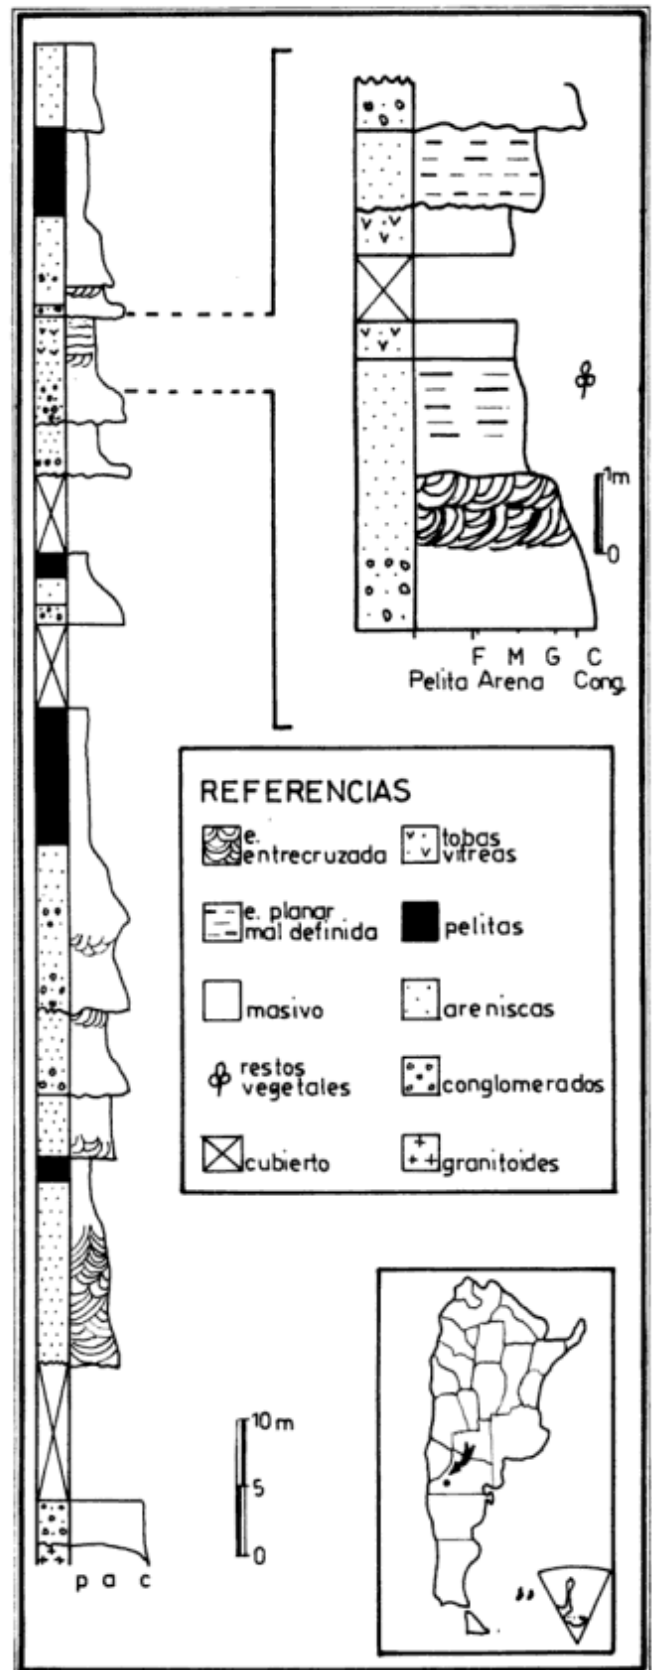 1m
0
F M G C
Pelita Arena Cong.
REFERENCIAS
e. entrecruzada
tobas vitreas
e. planar mal definida
pelitas
masivo
areniscas
restos vegetales
conglomerados
cubierto
granitoides
10 m
5
0
p a c